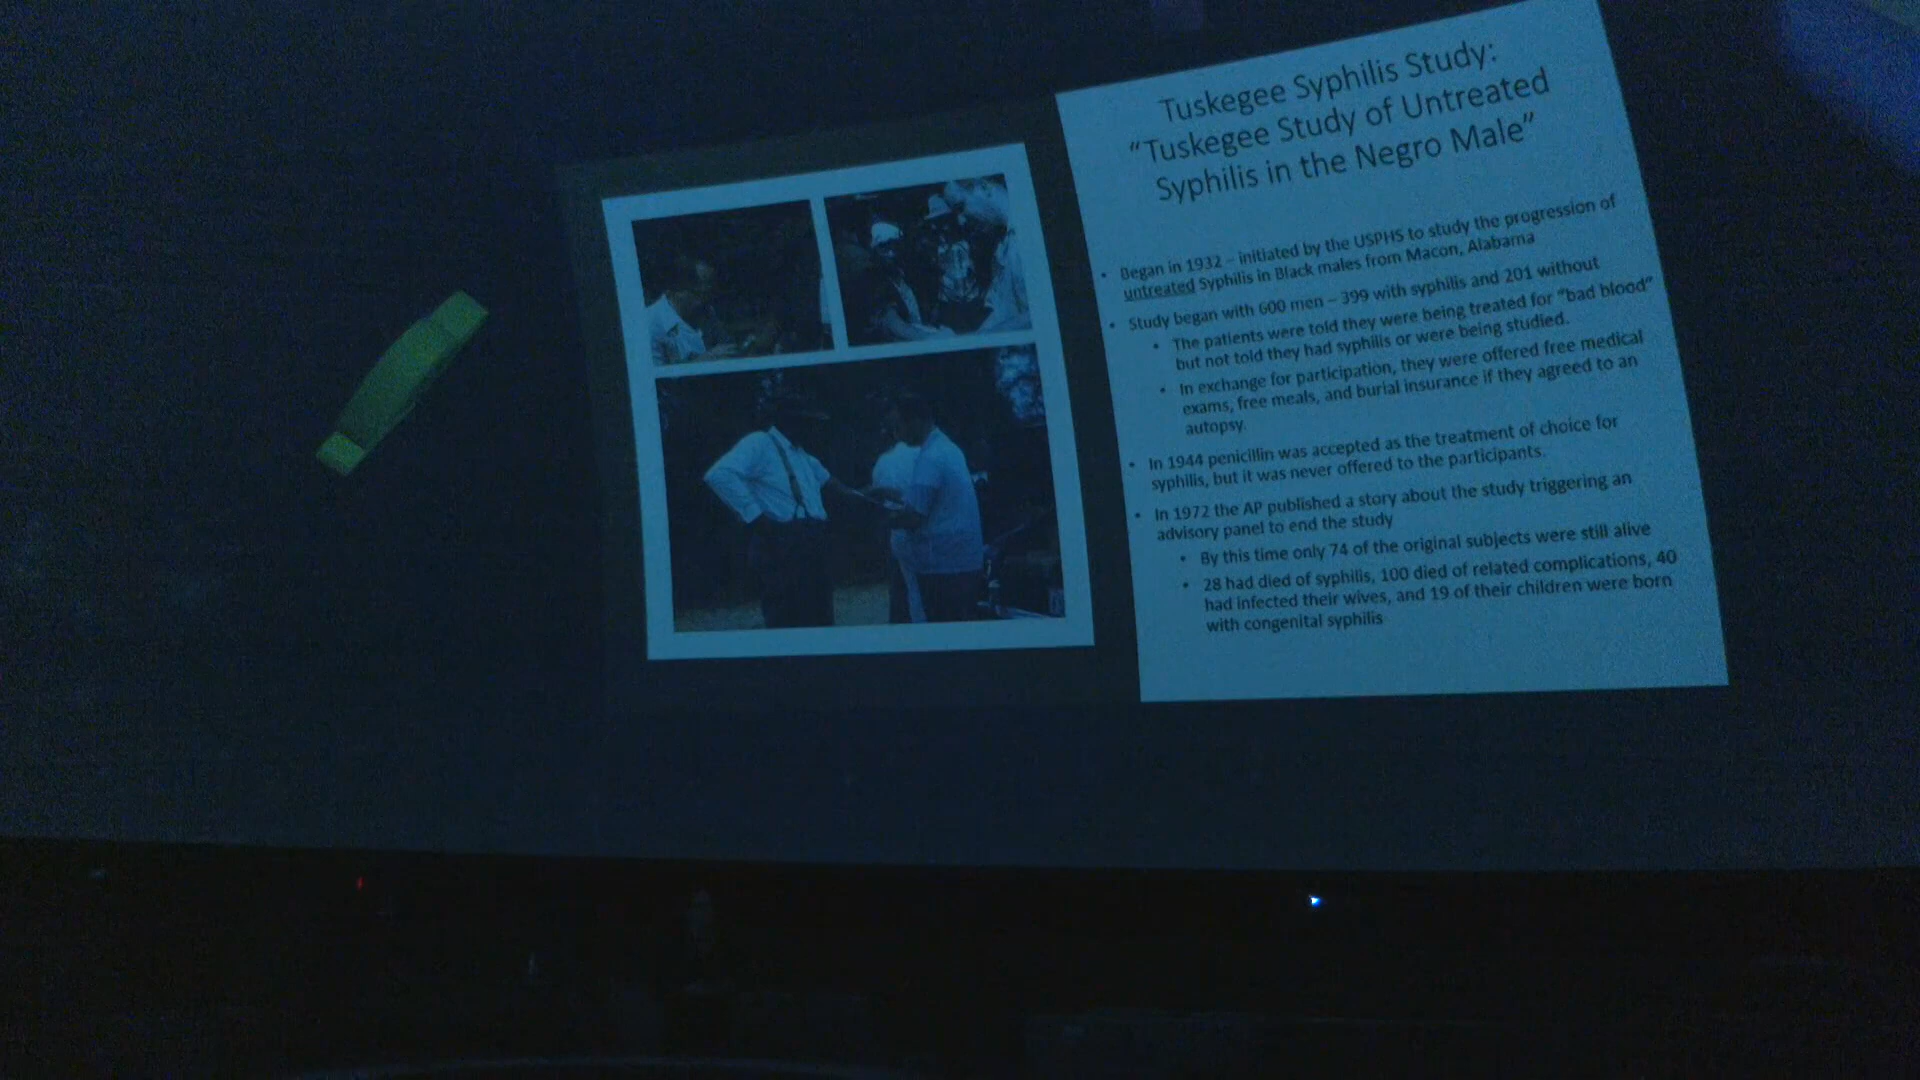 Tuskegee Syphilis Study:
“Tuskegee Study of Untreated
Syphilis in the Negro Male”
• Began in 1932 – initiated by the USPHS to study the progression of
untreated Syphilis in Black males from Macon, Alabama
• Study began with 600 men – 399 with syphilis and 201 without
• The patients were told they were being treated for “bad blood”
but not told they had syphilis or were being studied.
• In exchange for participation, they were offered free medical
exams, free meals, and burial insurance if they agreed to an
autopsy.
• In 1944 penicillin was accepted as the treatment of choice for
syphilis, but it was never offered to the participants.
• In 1972 the AP published a story about the study triggering an
advisory panel to end the study
• By this time only 74 of the original subjects were still alive
• 28 had died of syphilis, 100 died of related complications, 40
had infected their wives, and 19 of their children were born
with congenital syphilis